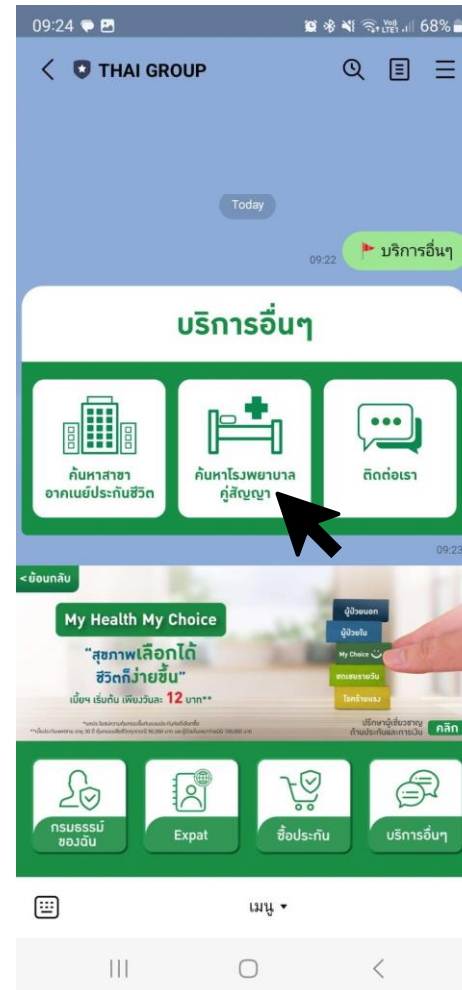 09:24
68%
THAI GROUP
Today
09:22
บริการอื่นๆ
บริการอื่นๆ
ค้นหาสาขา
อาคเนย์ประกันชีวิต
ค้นหาโรงพยาบาล
คู่สัญญา
ติดต่อเรา
09:23
<ย้อนกลับ
My Health My Choice
"สุขภาพเลือกได้
ชีวิตก็ง่ายขึ้น"
เบี้ยฯ เริ่มต้น เพียงวันละ 12 บาท**
ผู้ป่วยนอก
ผู้ป่วยใน
My Choice
ชดเชยรายวัน
โรคร้ายแรง
ปรึกษาผู้เชี่ยวชาญ
ด้านประกันและการเงิน
คลิก
กรมธรรม์
ของฉัน
Expat
ซื้อประกัน
บริการอื่นๆ
เมนู